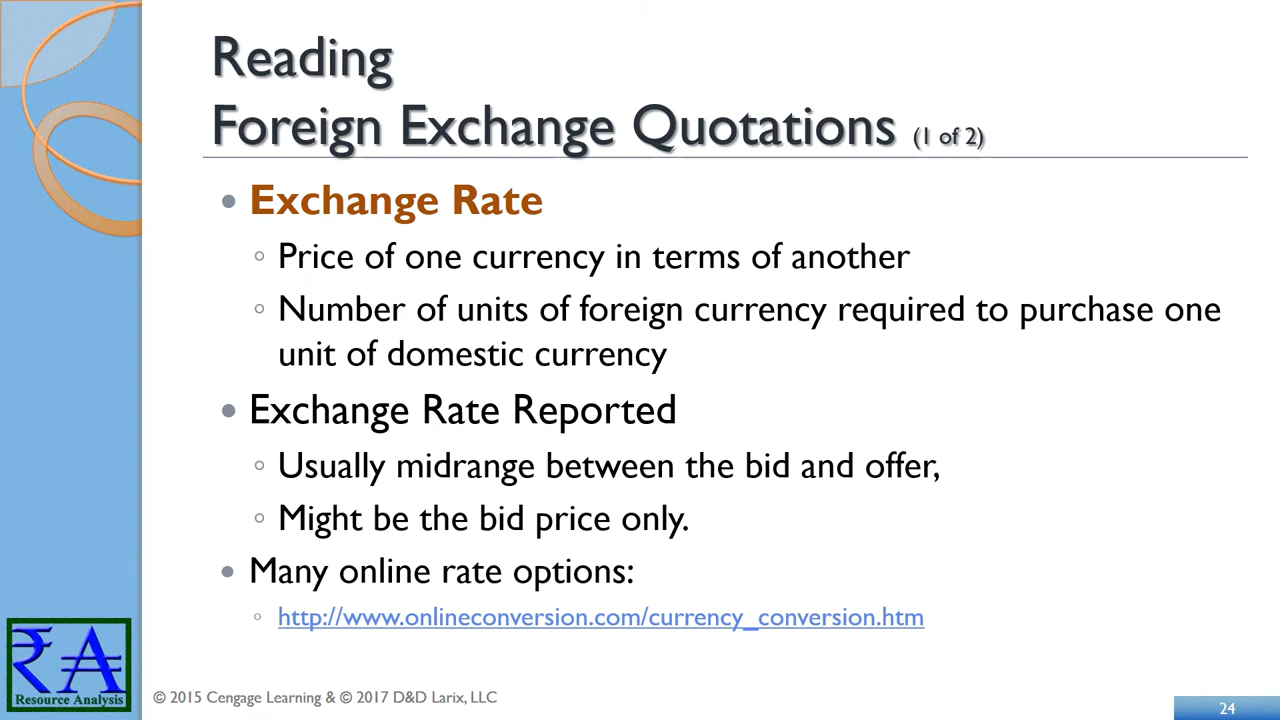 Reading
Foreign Exchange Quotations (1 of 2)
• Exchange Rate
◦ Price of one currency in terms of another
◦ Number of units of foreign currency required to purchase one
unit of domestic currency
• Exchange Rate Reported
◦ Usually midrange between the bid and offer,
◦ Might be the bid price only.
• Many online rate options:
◦ http://www.onlineconversion.com/currency_conversion.htm
₹A
Resource Analysis
© 2015 Cengage Learning & © 2017 D&D Larix, LLC
24